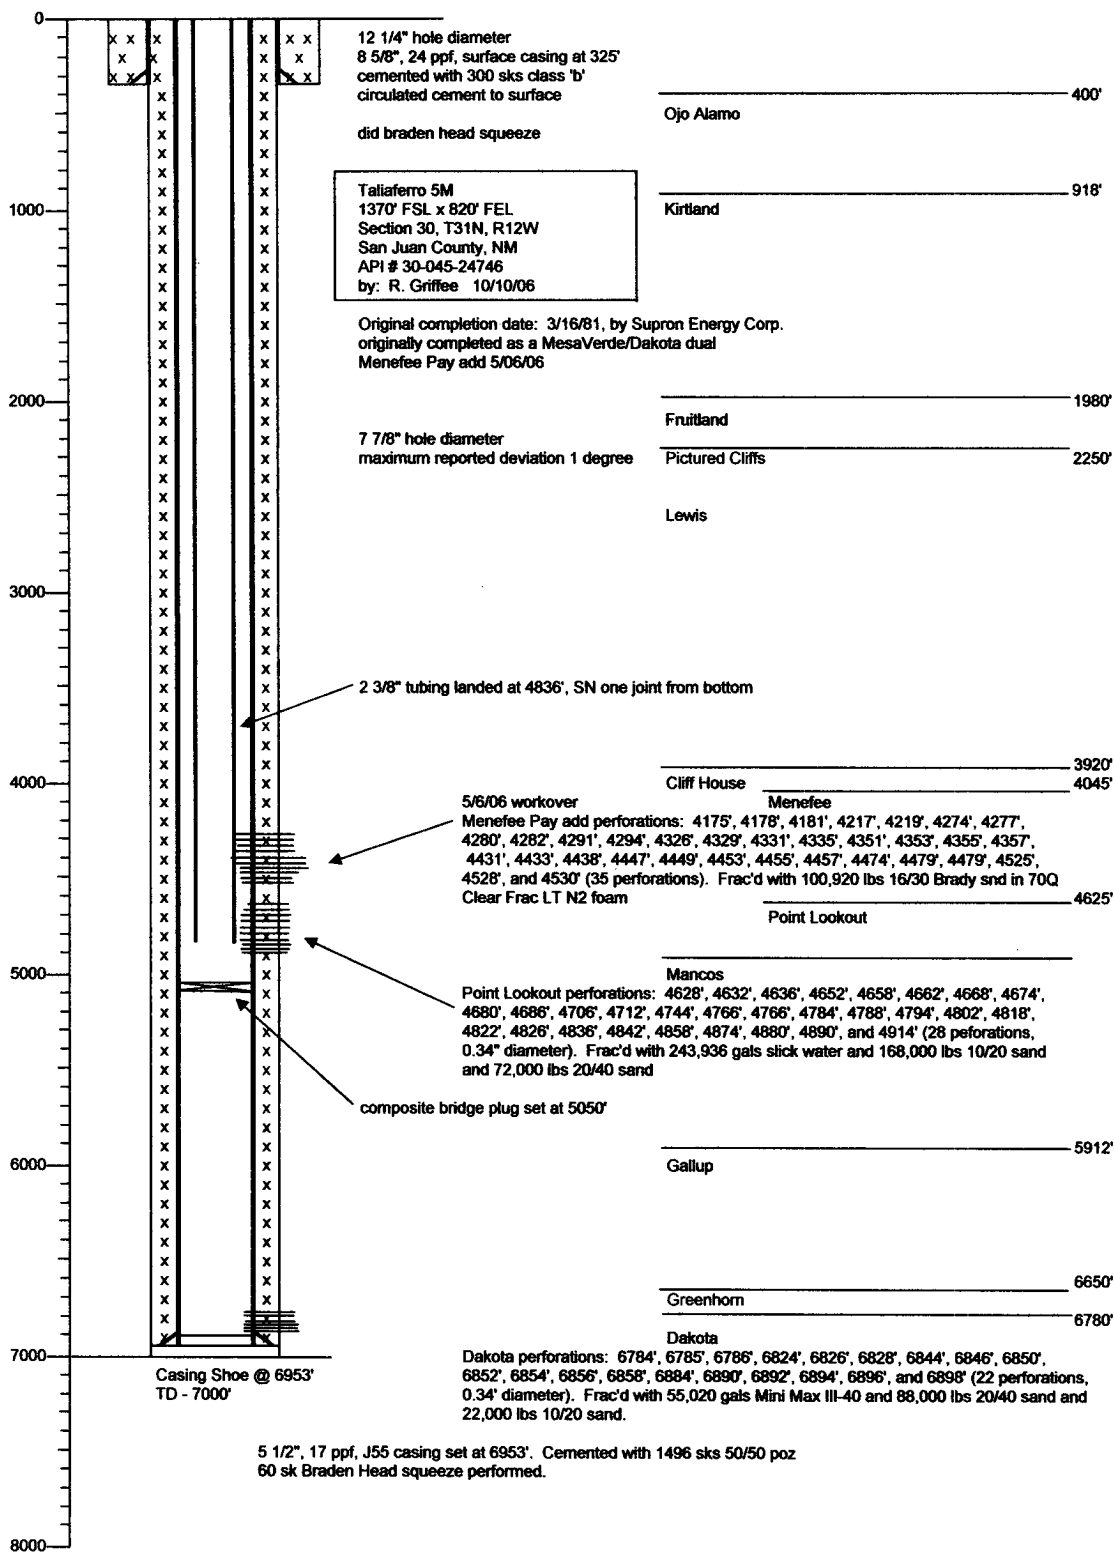 0
1000
2000
3000
4000
5000
6000
7000
8000
12 1/4" hole diameter
8 5/8", 24 ppf, surface casing at 325'
cemented with 300 sks class 'b'
circulated cement to surface
did braden head squeeze
400'
Ojo Alamo
Taliaferro 5M
1370' FSL x 820' FEL
Section 30, T31N, R12W
San Juan County, NM
API # 30-045-24746
by: R. Griffee 10/10/06
918'
Kirtland
Original completion date: 3/16/81, by Supron Energy Corp.
originally completed as a MesaVerde/Dakota dual
Menefee Pay add 5/06/06
1980'
Fruitland
7 7/8" hole diameter
maximum reported deviation 1 degree
Pictured Cliffs
2250'
Lewis
2 3/8" tubing landed at 4836', SN one joint from bottom
3920'
Cliff House
4045'
5/6/06 workover
Menefee
Menefee Pay add perforations: 4175', 4178', 4181', 4217', 4219', 4274', 4277',
4280', 4282', 4291', 4294', 4326', 4329', 4331', 4335', 4351', 4353', 4355', 4357',
4431', 4433', 4438', 4447', 4449', 4453', 4455', 4457', 4474', 4479', 4479', 4525',
4528', and 4530' (35 perforations). Frac'd with 100,920 lbs 16/30 Brady snd in 70Q
Clear Frac LT N2 foam
4625'
Point Lookout
Mancos
Point Lookout perforations: 4628', 4632', 4636', 4652', 4658', 4662', 4668', 4674',
4680', 4686', 4706', 4712', 4744', 4766', 4766', 4784', 4788', 4794', 4802', 4818',
4822', 4826', 4836', 4842', 4858', 4874', 4880', 4890', and 4914' (28 peforations,
0.34" diameter). Frac'd with 243,936 gals slick water and 168,000 lbs 10/20 sand
and 72,000 lbs 20/40 sand
composite bridge plug set at 5050'
5912'
Gallup
6650'
Greenhorn
6780'
Dakota
Dakota perforations: 6784', 6785', 6786', 6824', 6826', 6828', 6844', 6846', 6850',
6852', 6854', 6856', 6858', 6884', 6890', 6892', 6894', 6896', and 6898' (22 perforations,
0.34' diameter). Frac'd with 55,020 gals Mini Max III-40 and 88,000 lbs 20/40 sand and
22,000 lbs 10/20 sand.
Casing Shoe @ 6953'
TD - 7000'
5 1/2", 17 ppf, J55 casing set at 6953'. Cemented with 1496 sks 50/50 poz
60 sk Braden Head squeeze performed.